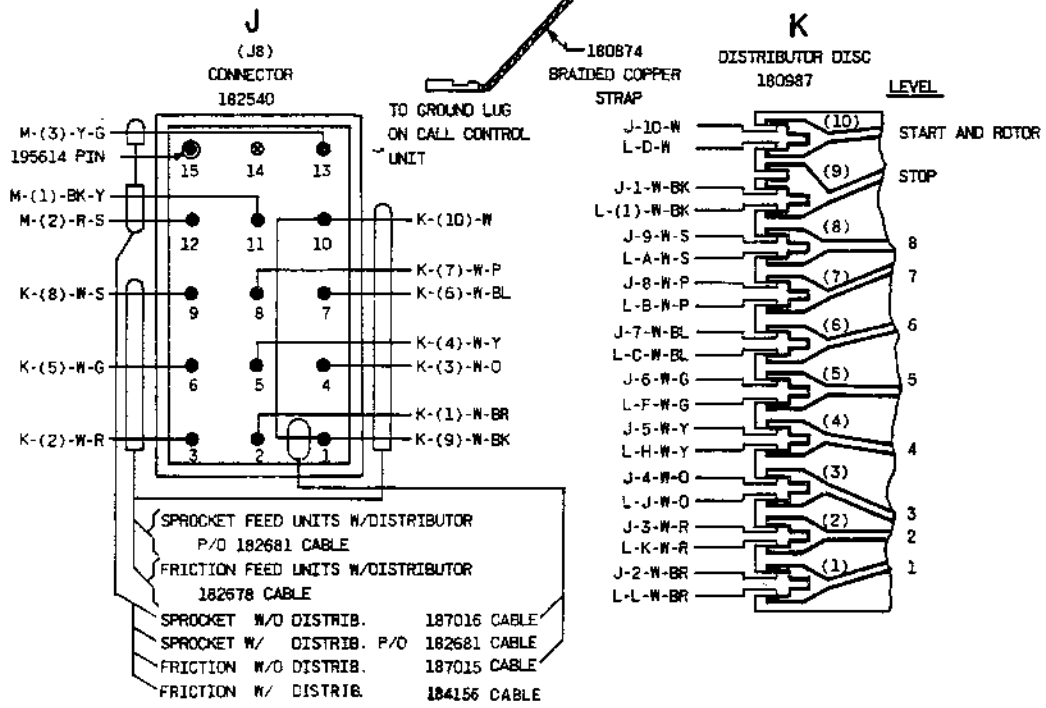 J
(J8)
CONNECTOR
182540
180874
BRAIDED COPPER
STRAP
TO GROUND LUG
ON CALL CONTROL
UNIT
M-(3)-Y-G
195614 PIN
M-(1)-BK-Y
M-(2)-R-S
K-(8)-W-S
K-(5)-W-G
K-(2)-W-R
15 14 13
12 11 10
9 8 7
6 5 4
3 2 1
K-(10)-W
K-(7)-W-P
K-(6)-W-BL
K-(4)-W-Y
K-(3)-W-O
K-(1)-W-BR
K-(9)-W-BK
SPROCKET FEED UNITS W/DISTRIBUTOR
P/O 182681 CABLE
FRICTION FEED UNITS W/DISTRIBUTOR
182678 CABLE
SPROCKET W/O DISTRIB. 187016 CABLE
SPROCKET W/ DISTRIB. P/O 182681 CABLE
FRICTION W/O DISTRIB. 187015 CABLE
FRICTION W/ DISTRIB. 184156 CABLE
K
DISTRIBUTOR DISC
180987
LEVEL
J-10-W
L-D-W
J-1-W-BK
L-(1)-W-BK
J-9-W-S
L-A-W-S
J-8-W-P
L-B-W-P
J-7-W-BL
L-C-W-BL
J-6-W-G
L-F-W-G
J-5-W-Y
L-H-W-Y
J-4-W-O
L-J-W-O
J-3-W-R
L-K-W-R
J-2-W-BR
L-L-W-BR
(10) START AND ROTOR
(9) STOP
(8) 8
(7) 7
(6) 6
(5) 5
(4) 4
(3) 3
(2) 2
(1) 1